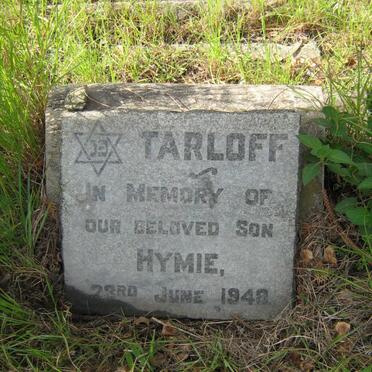 TARLOFF
IN MEMORY OF
OUR BELOVED SON
HYMIE,
23RD JUNE 1948